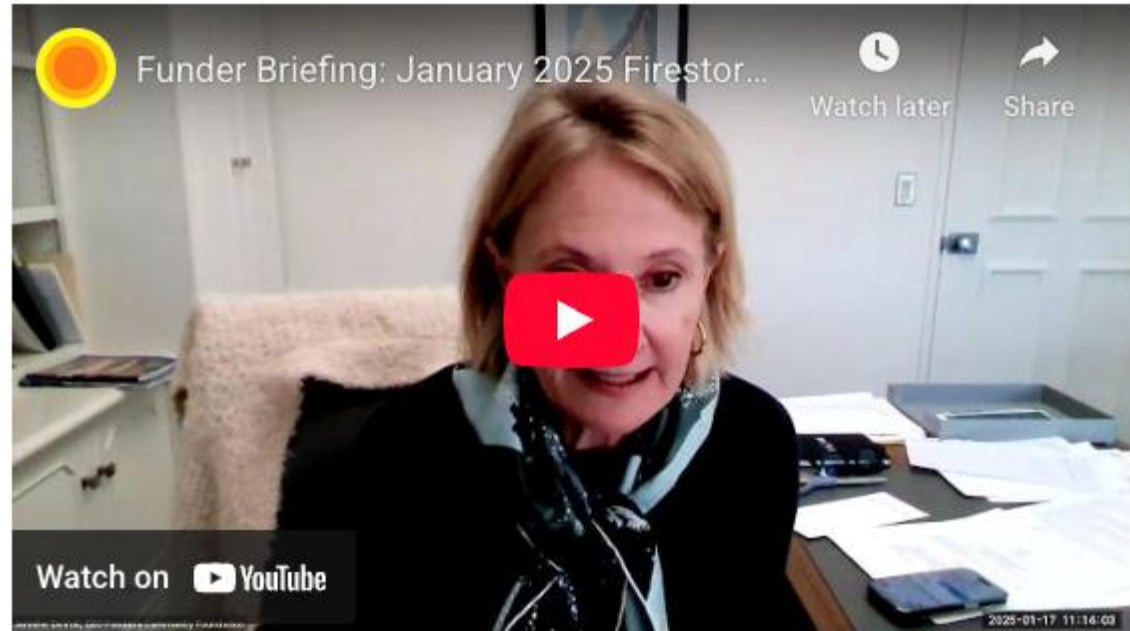 Funder Briefing: January 2025 Firestor...
Watch later
Share
Watch on YouTube
2025-01-17 11:14:03